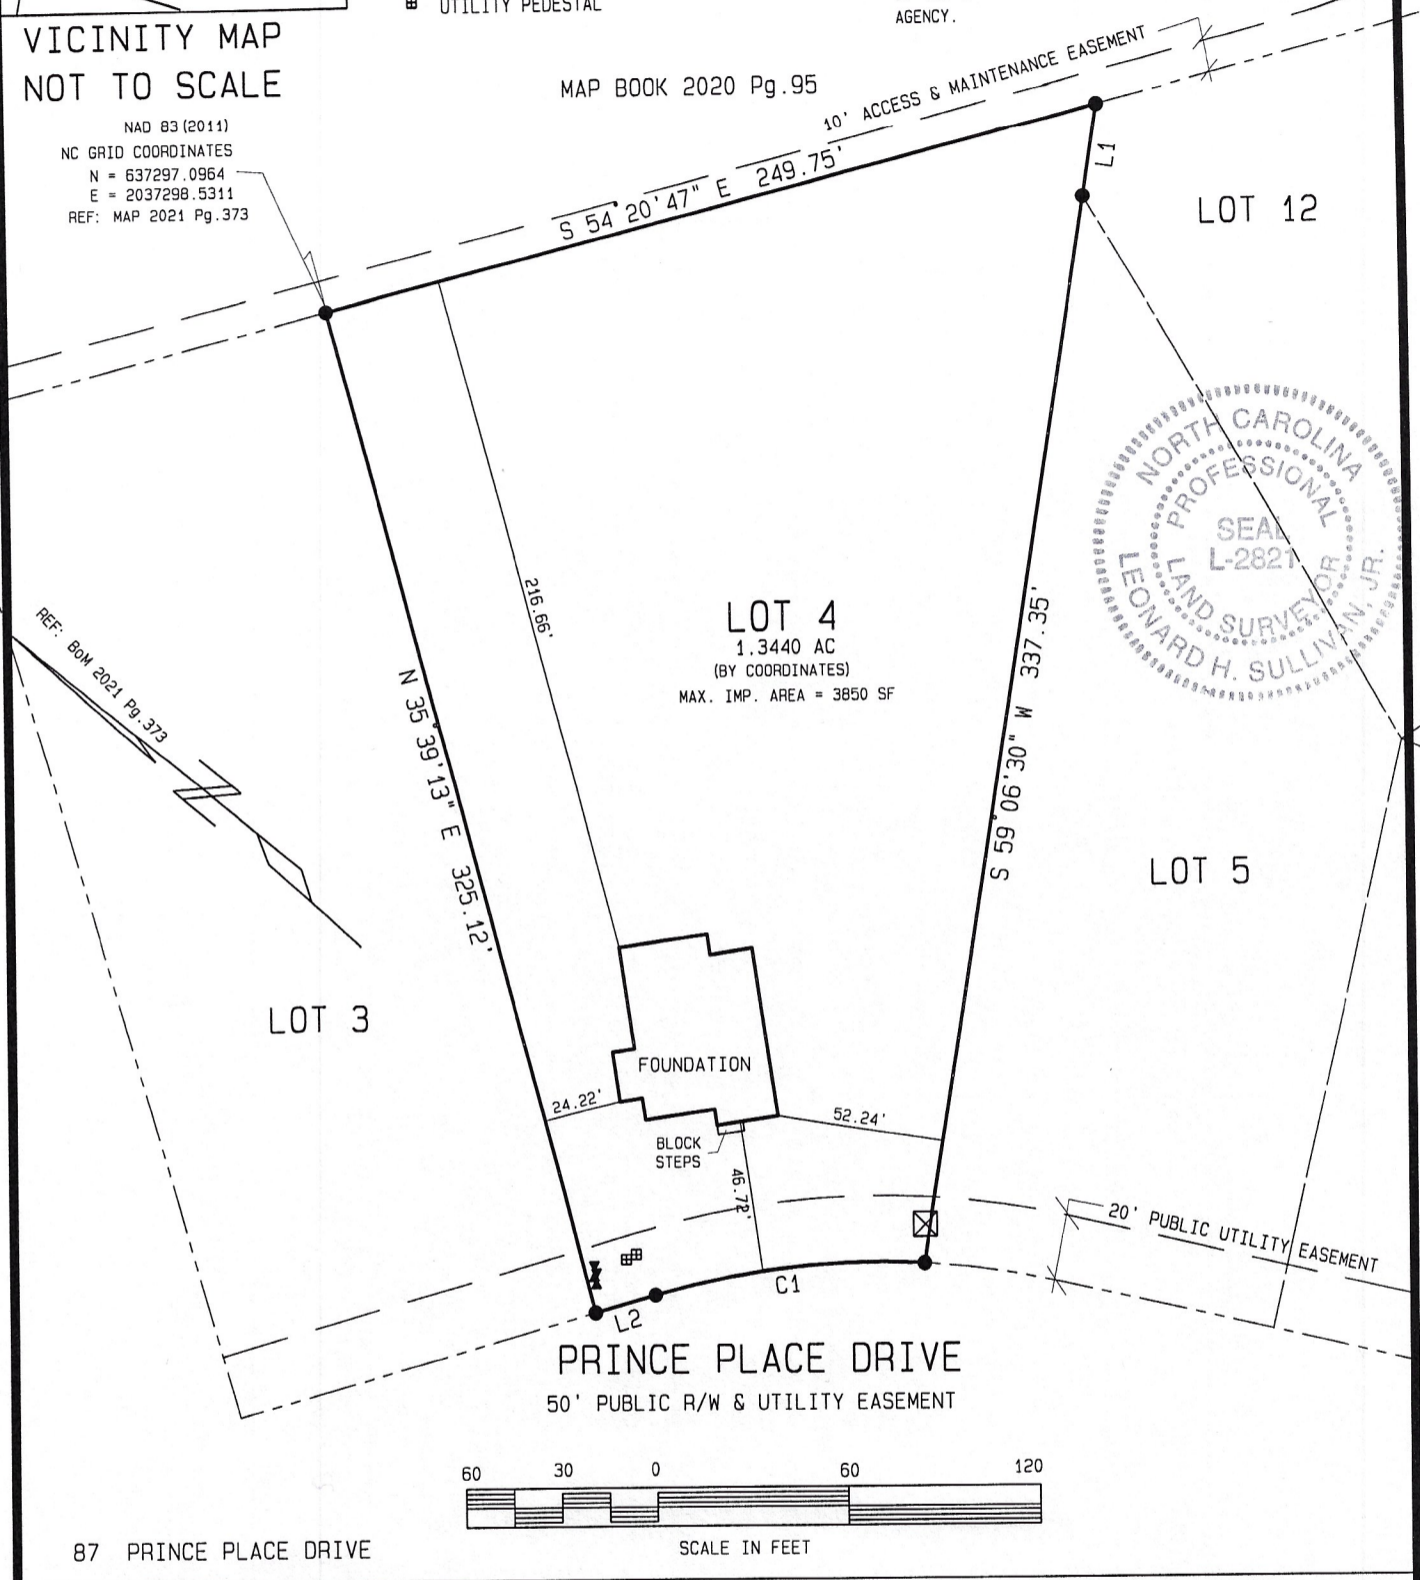 UTILITY PEDESTAL
AGENCY.
VICINITY MAP
NOT TO SCALE
MAP BOOK 2020 Pg.95
10' ACCESS & MAINTENANCE EASEMENT
NAD 83 (2011)
NC GRID COORDINATES
N = 637297.0964
E = 2037298.5311
REF: MAP 2021 Pg.373
S 54°20'47" E 249.75'
L1
LOT 12
NORTH CAROLINA
PROFESSIONAL
SEAL
L-2821
LAND SURVEYOR
LEONARD H. SULLIVAN, JR.
216.66'
LOT 4
1.3440 AC
(BY COORDINATES)
MAX. IMP. AREA = 3850 SF
S 59°06'30" W 337.35'
REF: BoM 2021 Pg.373
N
N 35°39'13" E 325.12'
LOT 5
LOT 3
FOUNDATION
24.22'
52.24'
BLOCK
STEPS
46.72'
20' PUBLIC UTILITY EASEMENT
C1
L2
PRINCE PLACE DRIVE
50' PUBLIC R/W & UTILITY EASEMENT
60 30 0 60 120
SCALE IN FEET
87 PRINCE PLACE DRIVE